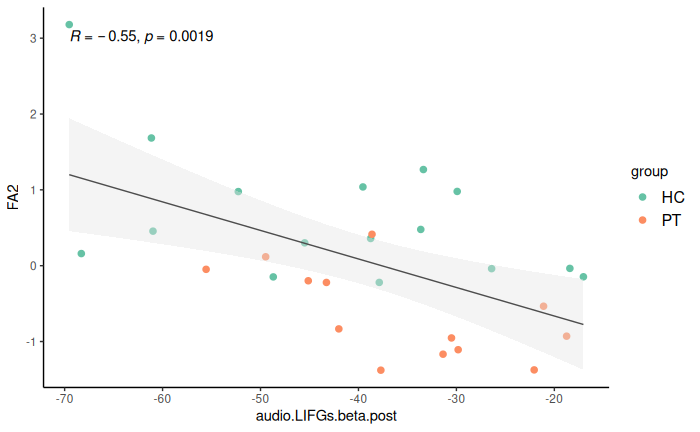 R = −0.55, p = 0.0019
3
2
1
0
-1
FA2
-70 -60 -50 -40 -30 -20
audio.LIFGs.beta.post
group
HC
PT